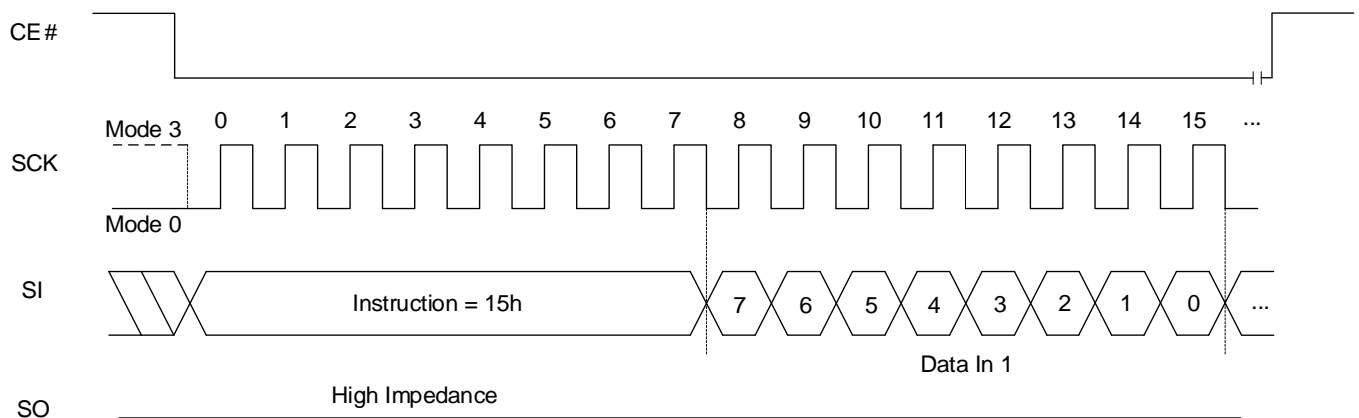 CE#
Mode 3
0 1 2 3 4 5 6 7 8 9 10 11 12 13 14 15 ...
SCK
Mode 0
SI
Instruction = 15h
7 6 5 4 3 2 1 0 ...
Data In 1
High Impedance
SO